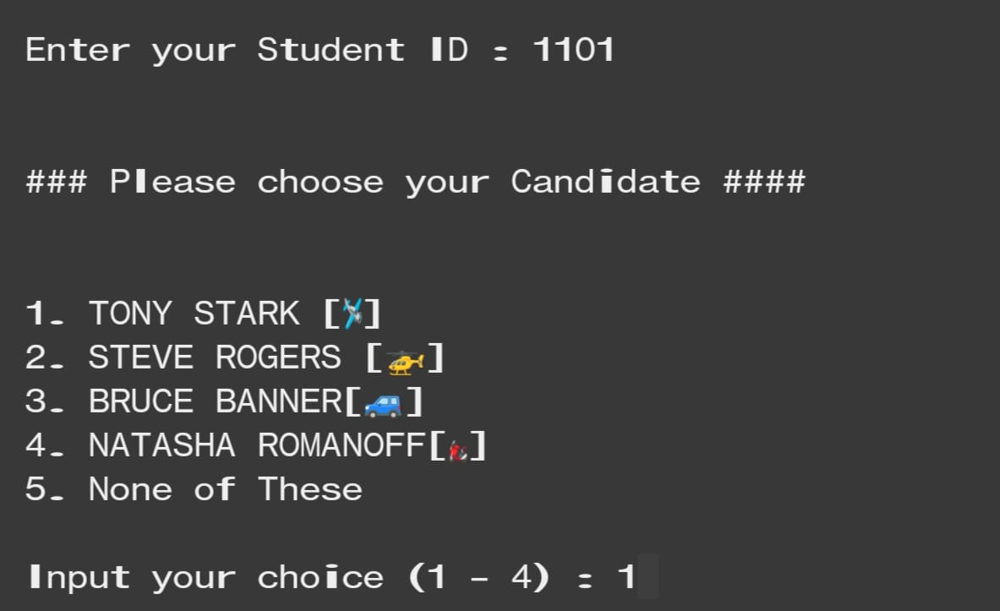 Enter your Student ID : 1101
### Please choose your Candidate ####
1. TONY STARK [🛩]
2. STEVE ROGERS [🚁]
3. BRUCE BANNER[🚙]
4. NATASHA ROMANOFF[🏍]
5. None of These
Input your choice (1 - 4) : 1